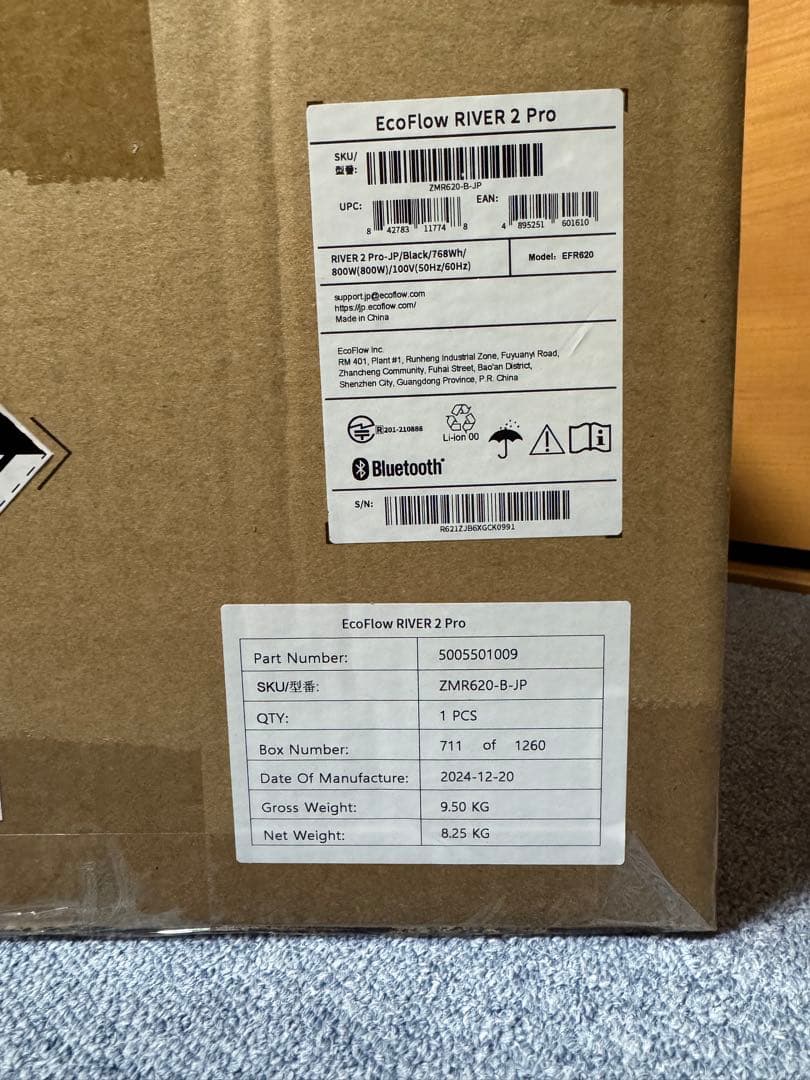 EcoFlow RIVER 2 Pro
SKU/
型番:
ZMR620-B-JP
UPC:
8 42783 11774 8
EAN:
4 895251 601610
RIVER 2 Pro-JP/Black/768Wh/
800W(800W)/100V(50Hz/60Hz)
Model: EFR620
support.jp@ecoflow.com
https://jp.ecoflow.com/
Made in China
EcoFlow Inc.
RM 401, Plant #1, Runheng Industrial Zone, Fuyuanyi Road,
Zhancheng Community, Fuhai Street, Bao'an District,
Shenzhen City, Guangdong Province, P.R. China
R 201-210886
Li-ion 00
Bluetooth
S/N:
R621ZJB6XGCK0991
EcoFlow RIVER 2 Pro
Part Number: 5005501009
SKU/型番: ZMR620-B-JP
QTY: 1 PCS
Box Number: 711 of 1260
Date Of Manufacture: 2024-12-20
Gross Weight: 9.50 KG
Net Weight: 8.25 KG